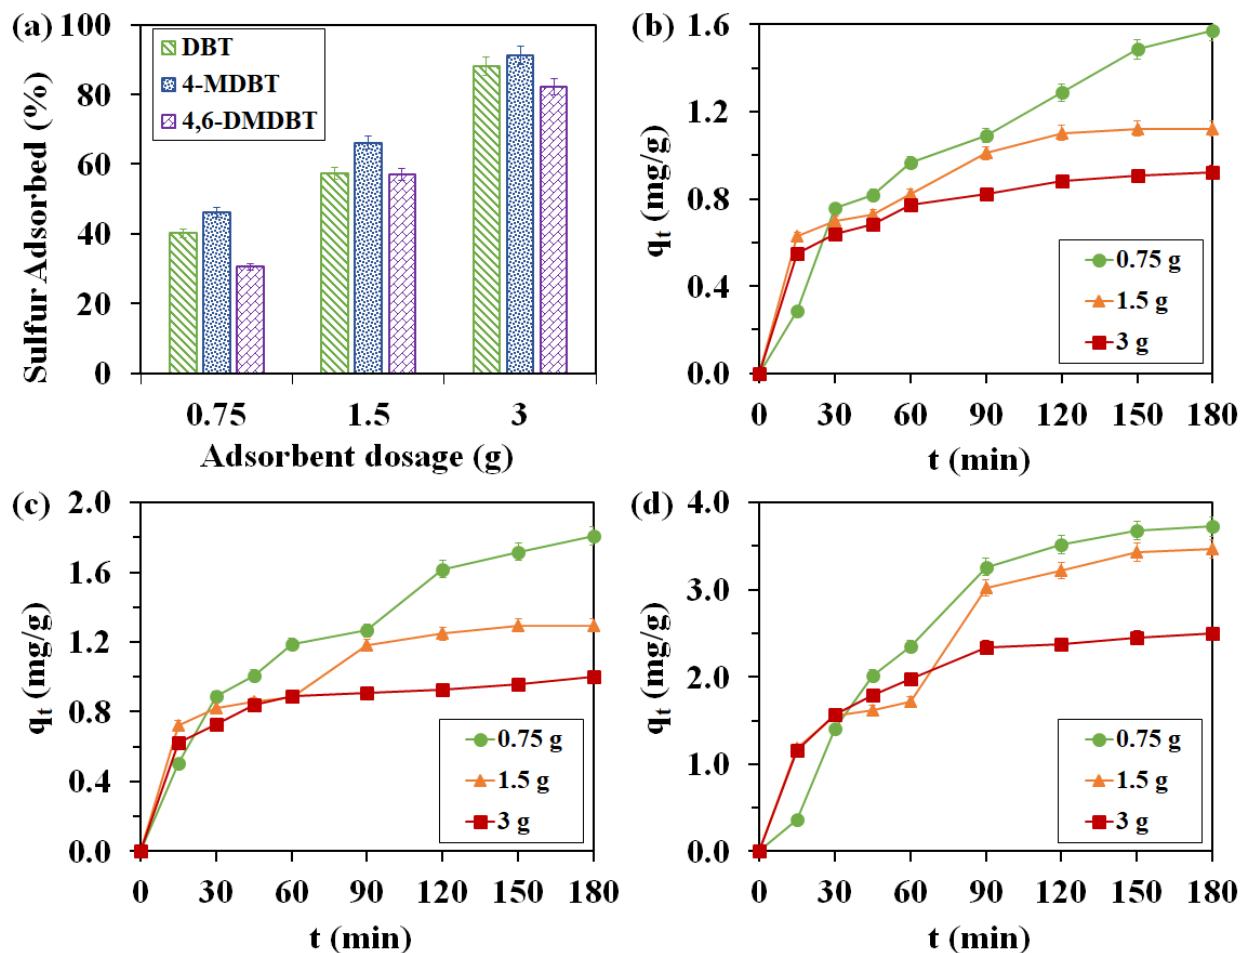 (a)
100
80
60
40
20
0
Sulfur Adsorbed (%)
DBT
4-MDBT
4,6-DMDBT
0.75 1.5 3
Adsorbent dosage (g)
(b)
1.6
1.2
0.8
0.4
0.0
qt (mg/g)
0.75 g
1.5 g
3 g
0 30 60 90 120 150 180
t (min)
(c)
2.0
1.6
1.2
0.8
0.4
0.0
qt (mg/g)
0.75 g
1.5 g
3 g
0 30 60 90 120 150 180
t (min)
(d)
4.0
3.0
2.0
1.0
0.0
qt (mg/g)
0.75 g
1.5 g
3 g
0 30 60 90 120 150 180
t (min)